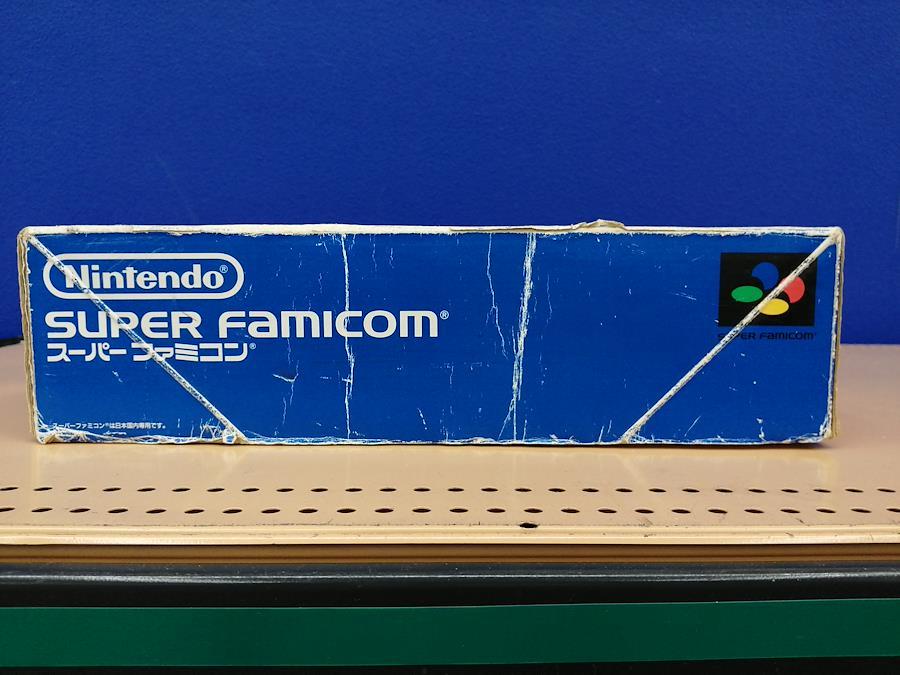 Nintendo®
SUPER FAMICOM®
スーパーファミコン®
スーパーファミコン®は日本国内専用です。
SUPER FAMICOM